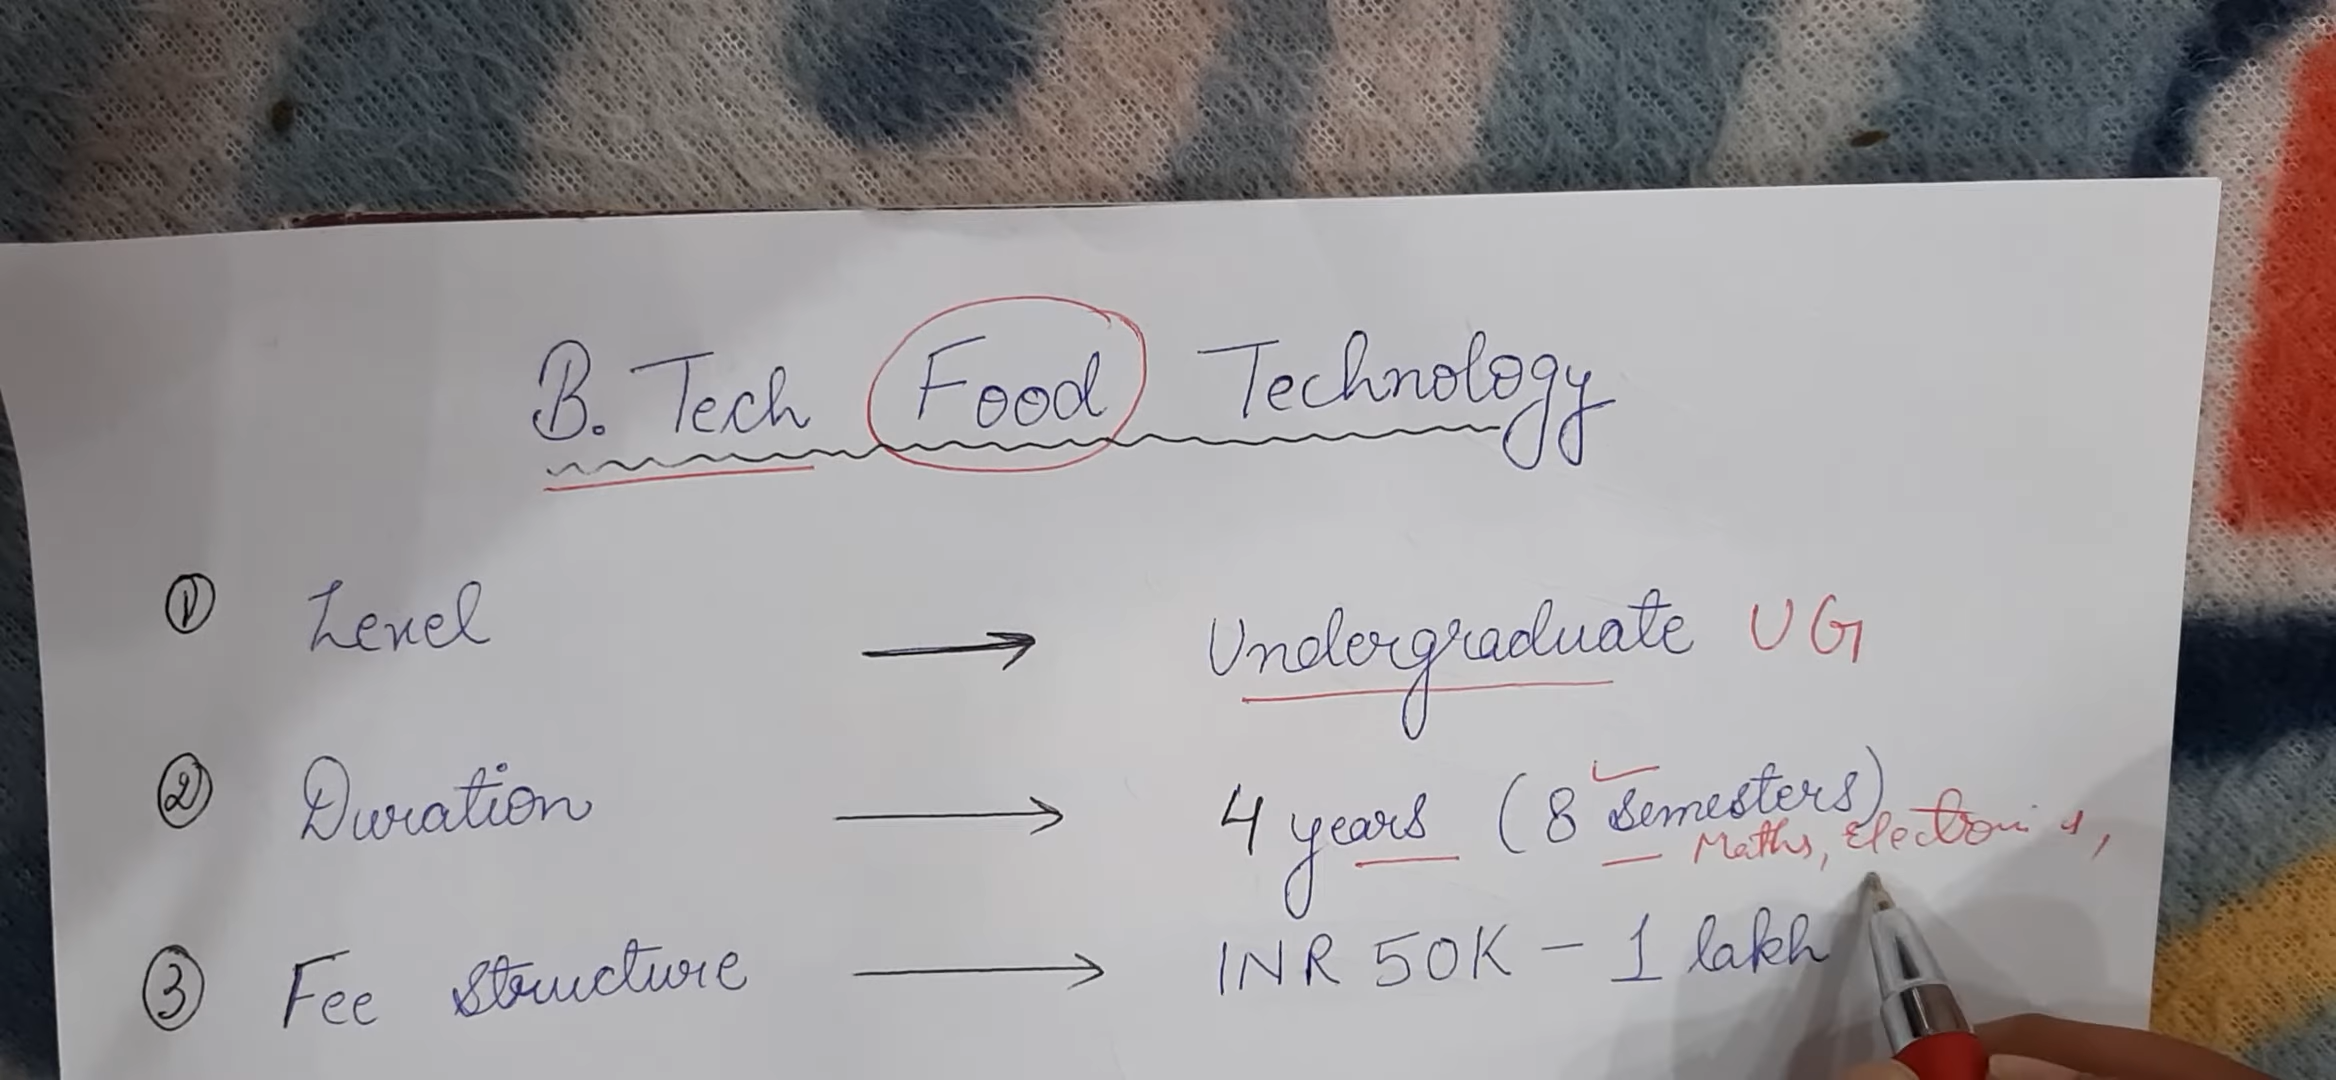 B. Tech Food Technology
① Level → Undergraduate UG
② Duration → 4 years (8 semesters)
Maths, Electronics,
③ Fee structure → INR 50K - 1 lakh